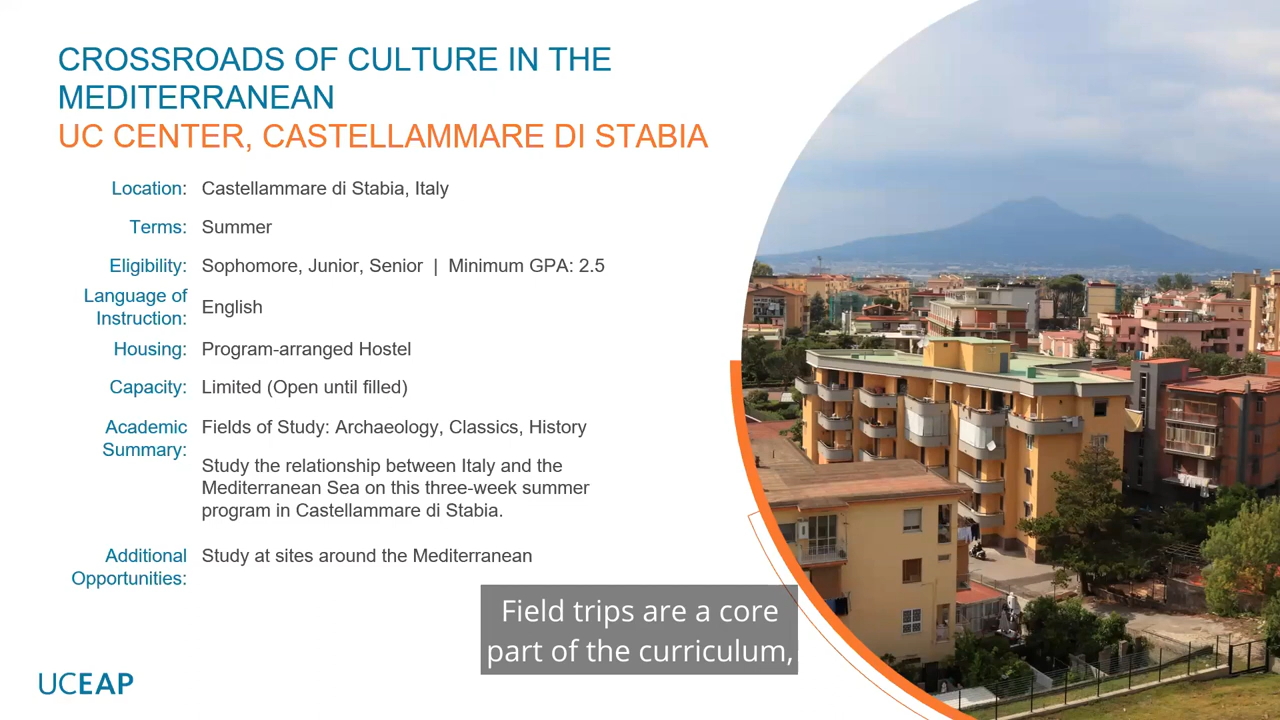 CROSSROADS OF CULTURE IN THE
MEDITERRANEAN
UC CENTER, CASTELLAMMARE DI STABIA
Location: Castellammare di Stabia, Italy
Terms: Summer
Eligibility: Sophomore, Junior, Senior | Minimum GPA: 2.5
Language of
Instruction: English
Housing: Program-arranged Hostel
Capacity: Limited (Open until filled)
Academic
Summary:
Fields of Study: Archaeology, Classics, History
Study the relationship between Italy and the
Mediterranean Sea on this three-week summer
program in Castellammare di Stabia.
Additional
Opportunities:
Study at sites around the Mediterranean
Field trips are a core
part of the curriculum,
UCEAP